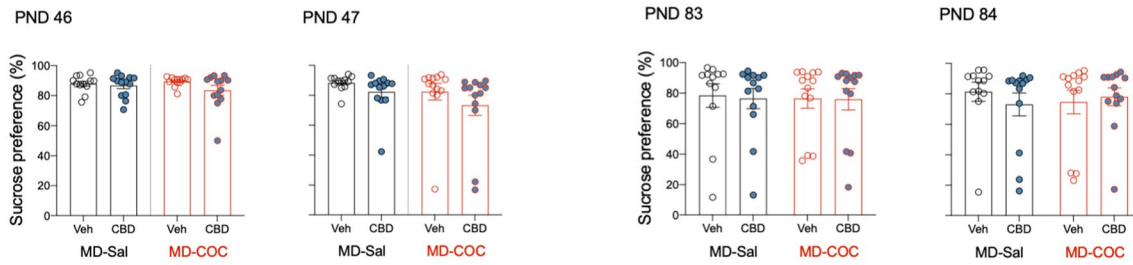 PND 46
PND 47
PND 83
PND 84
Sucrose preference (%)
100
80
60
40
20
0
Veh CBD Veh CBD
MD-Sal MD-COC
Veh CBD Veh CBD
MD-Sal MD-COC
Sucrose preference (%)
100
80
60
40
20
0
Veh CBD Veh CBD
MD-Sal MD-COC
Veh CBD Veh CBD
MD-Sal MD-COC